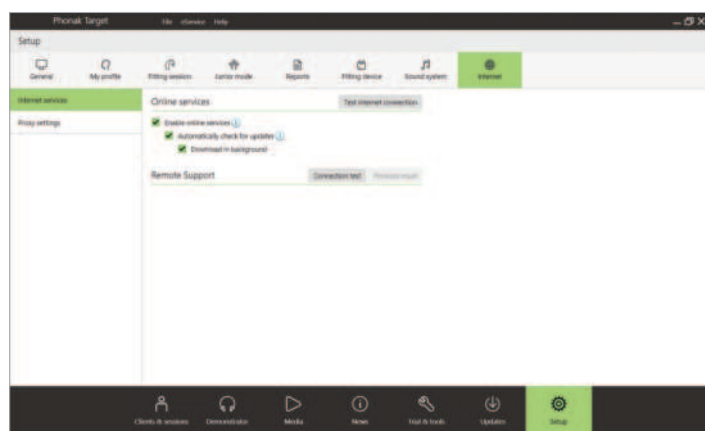 Phonak Target File eService Help
Setup
General My profile Fitting session Junior mode Reports Fitting device Sound system Internet
Internet services
Proxy settings
Online services Test internet connection
Enable online services
Automatically check for updates
Download in background
Remote Support Connection test Previous result
Clients & sessions Demonstrator Media News Trial & tools Updates Setup